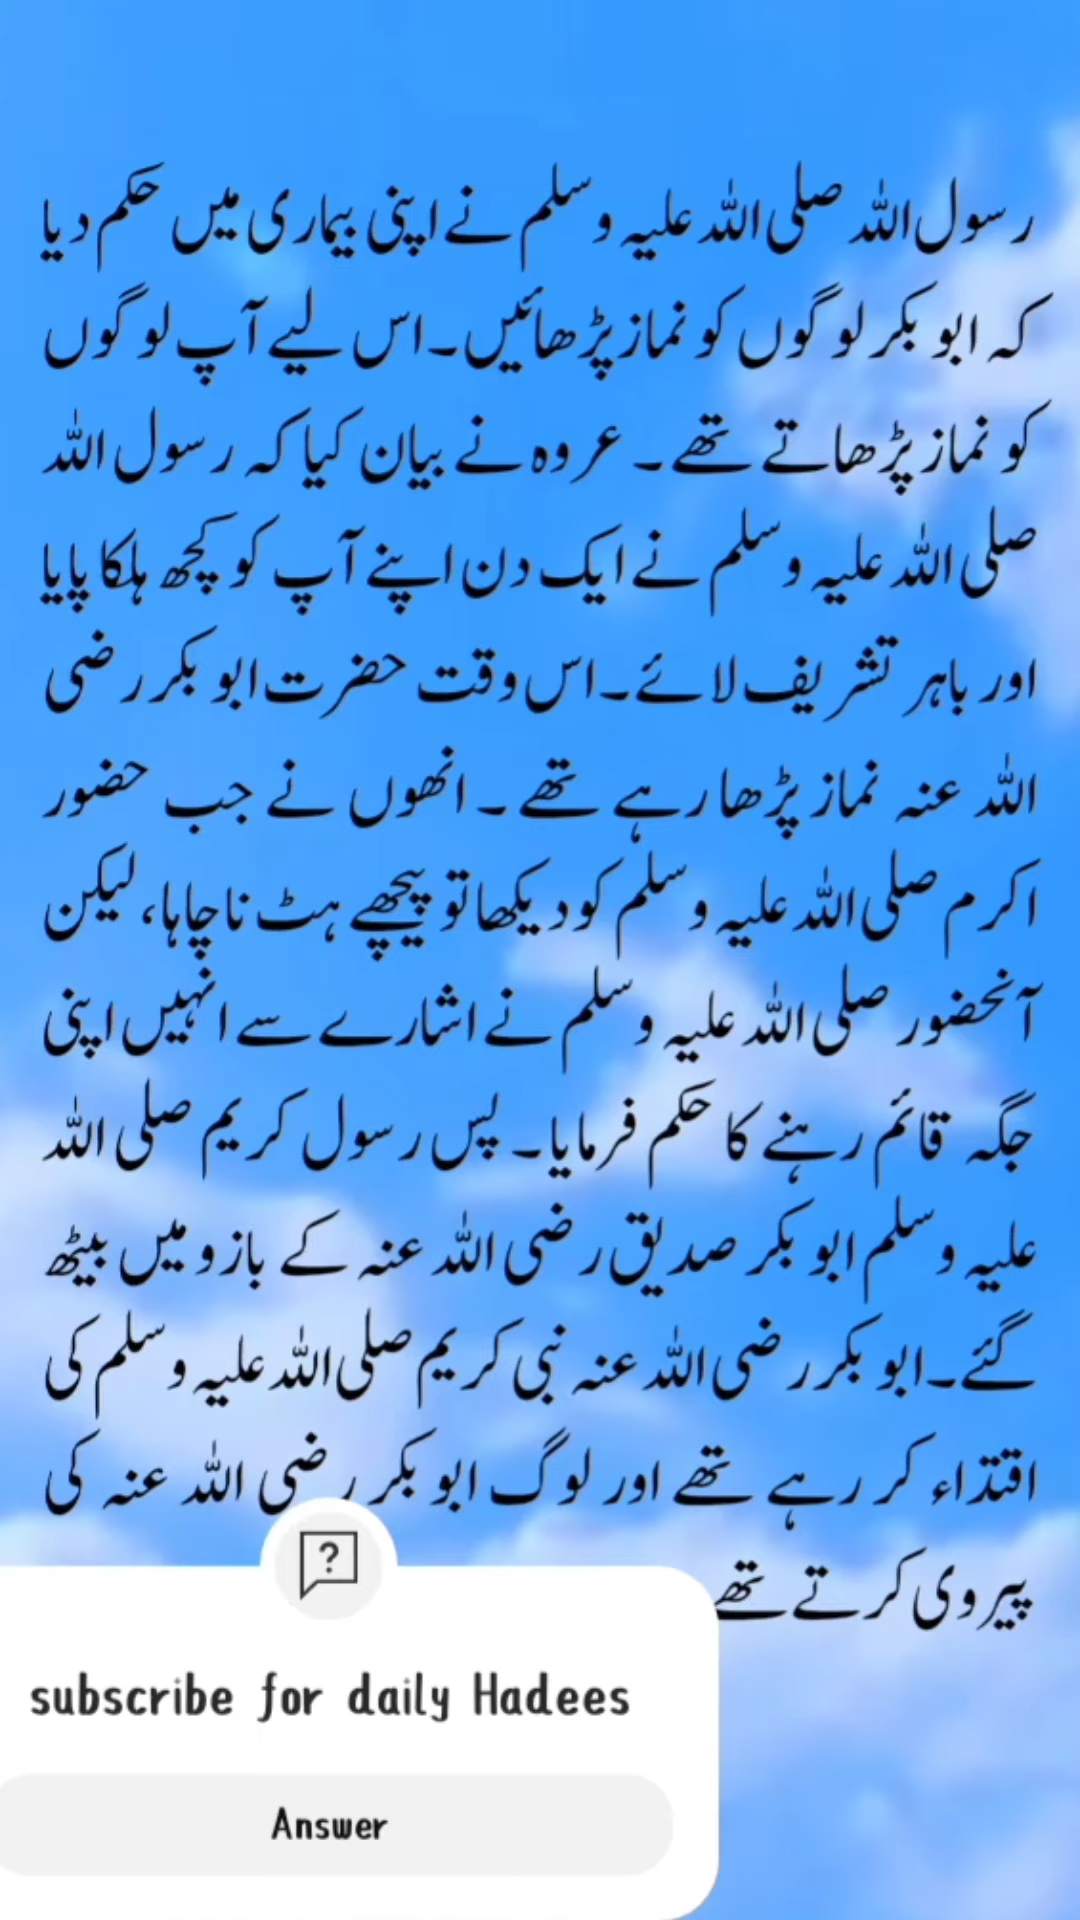 رسول اللہ صلی اللہ علیہ وسلم نے اپنی بیماری میں حکم دیا
کہ ابو بکر لوگوں کو نماز پڑھائیں۔ اس لیے آپ لوگوں
کو نماز پڑھاتے تھے۔ عروہ نے بیان کیا کہ رسول اللہ
صلی اللہ علیہ وسلم نے ایک دن اپنے آپ کو کچھ ہلکا پایا
اور باہر تشریف لائے۔ اس وقت حضرت ابو بکر رضی
اللہ عنہ نماز پڑھا رہے تھے۔ انھوں نے جب حضور
اکرم صلی اللہ علیہ وسلم کو دیکھا تو پیچھے ہٹ نا چاہا، لیکن
آنحضور صلی اللہ علیہ وسلم نے اشارے سے انہیں اپنی
جگہ قائم رہنے کا حکم فرمایا۔ پس رسول کریم صلی اللہ
علیہ وسلم ابو بکر صدیق رضی اللہ عنہ کے بازو میں بیٹھ
گئے۔ ابو بکر رضی اللہ عنہ نبی کریم صلی اللہ علیہ وسلم کی
اقتداء کر رہے تھے اور لوگ ابو بکر رضی اللہ عنہ کی
پیروی کرتے تھے
?
subscribe for daily Hadees
Answer